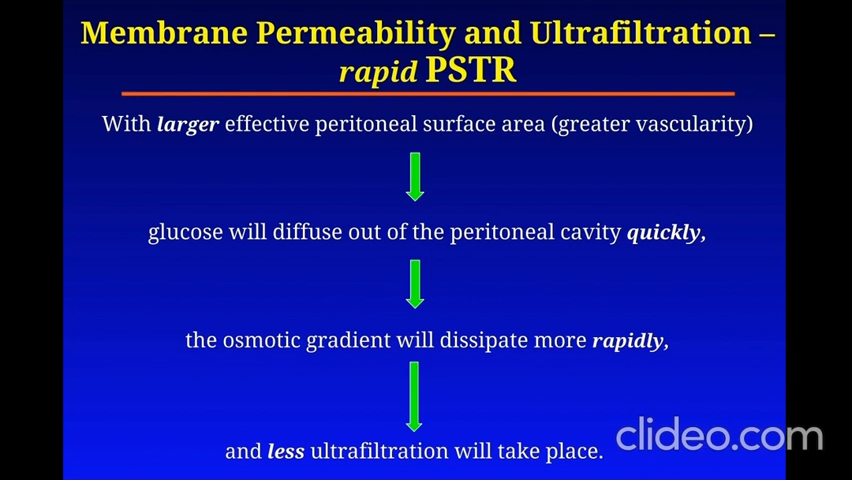 Membrane Permeability and Ultrafiltration –
rapid PSTR
With larger effective peritoneal surface area (greater vascularity)
glucose will diffuse out of the peritoneal cavity quickly,
the osmotic gradient will dissipate more rapidly,
and less ultrafiltration will take place.
clideo.com